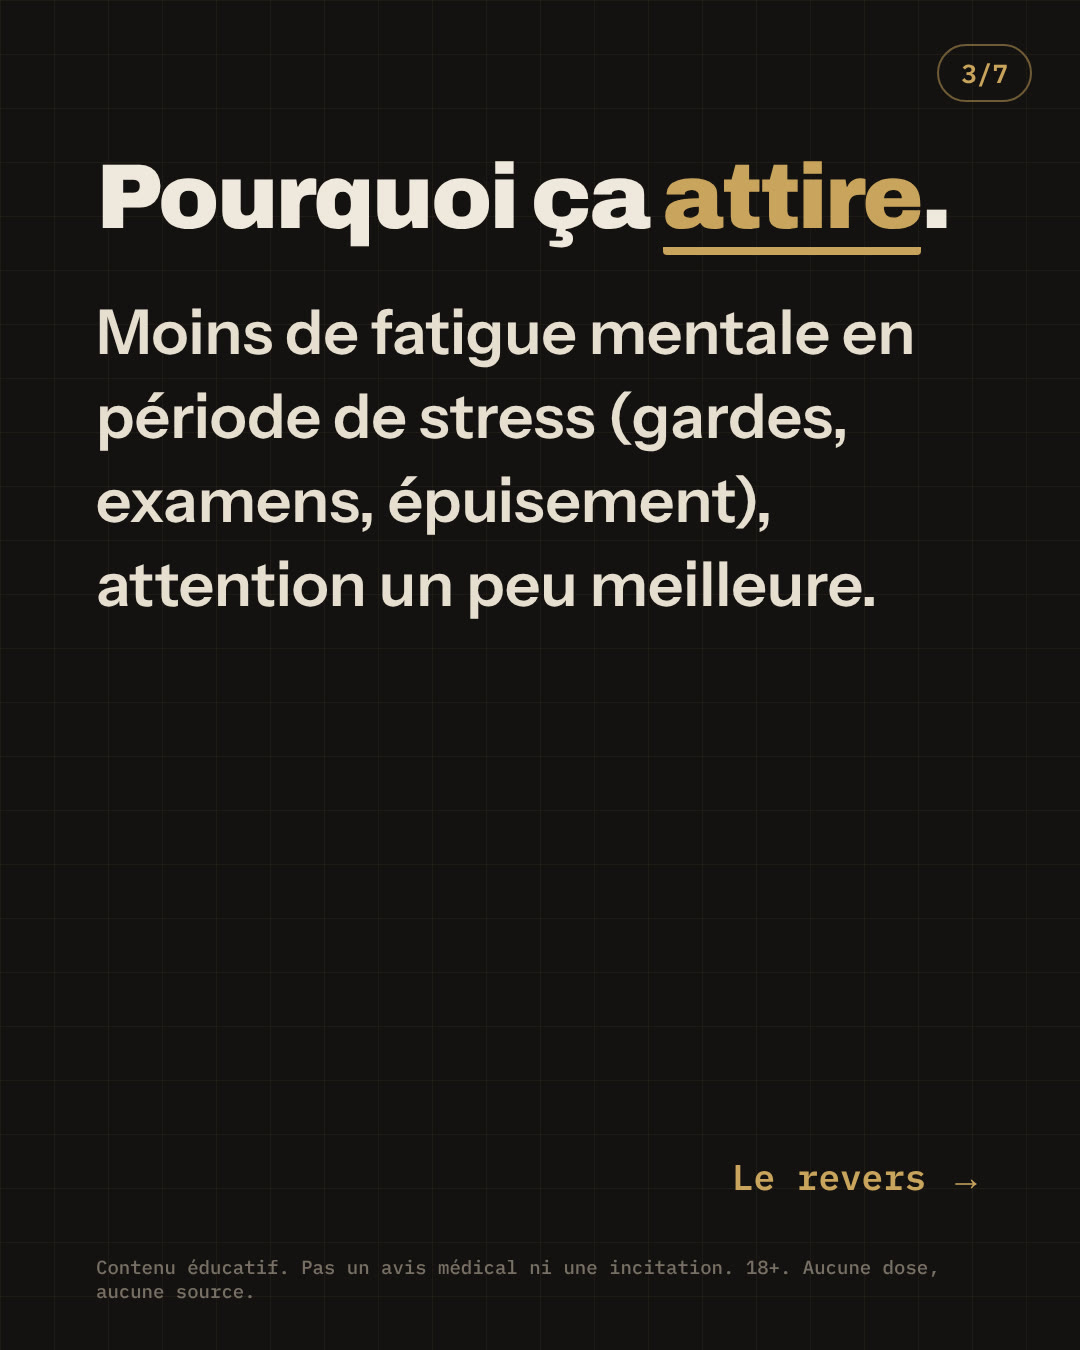 3/7
Pourquoi ça attire.
Moins de fatigue mentale en
période de stress (gardes,
examens, épuisement),
attention un peu meilleure.
Le revers →
Contenu éducatif. Pas un avis médical ni une incitation. 18+. Aucune dose,
aucune source.